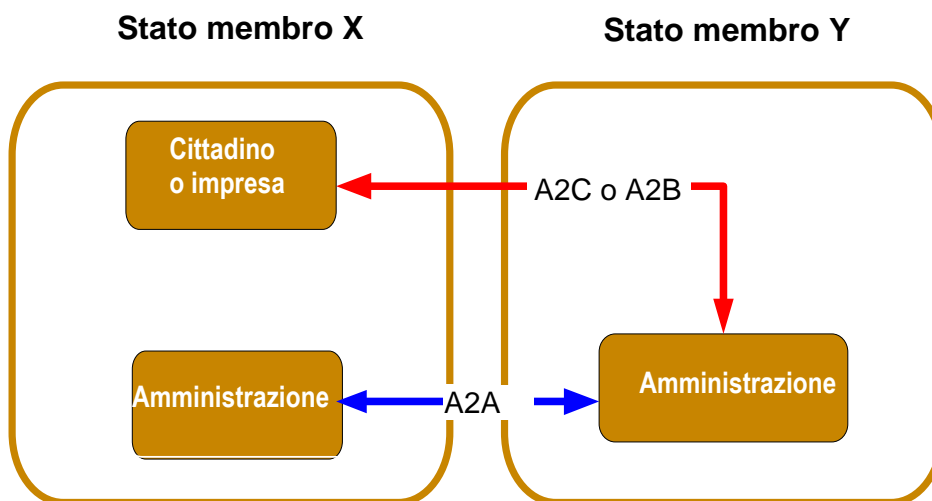 Stato membro X
Stato membro Y
Cittadino
o impresa
A2C o A2B
Amministrazione
A2A
Amministrazione